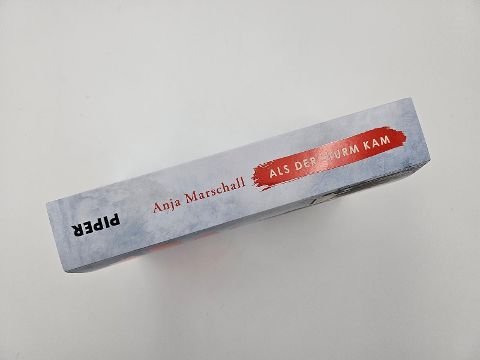 Anja Marschall
ALS DER STURM KAM
PIPER